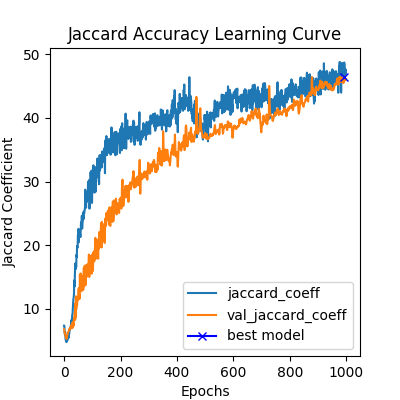 Jaccard Accuracy Learning Curve
50
40
30
20
10
Jaccard Coefficient
jaccard_coeff
val_jaccard_coeff
best model
0 200 400 600 800 1000
Epochs